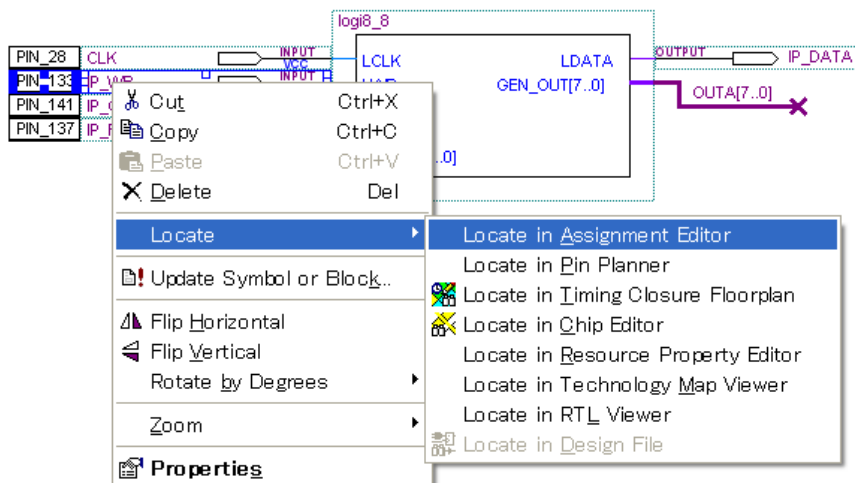 logi8_8
PIN_28 CLK INPUT VCC LCLK LDATA OUTPUT IP_DATA
PIN_133 INPUT GEN_OUT[7..0] OUTA[7..0]
PIN_141
PIN_137
..0]
Cut Ctrl+X
Copy Ctrl+C
Paste Ctrl+V
Delete Del
Locate
Update Symbol or Block...
Flip Horizontal
Flip Vertical
Rotate by Degrees
Zoom
Properties
Locate in Assignment Editor
Locate in Pin Planner
Locate in Timing Closure Floorplan
Locate in Chip Editor
Locate in Resource Property Editor
Locate in Technology Map Viewer
Locate in RTL Viewer
Locate in Design File